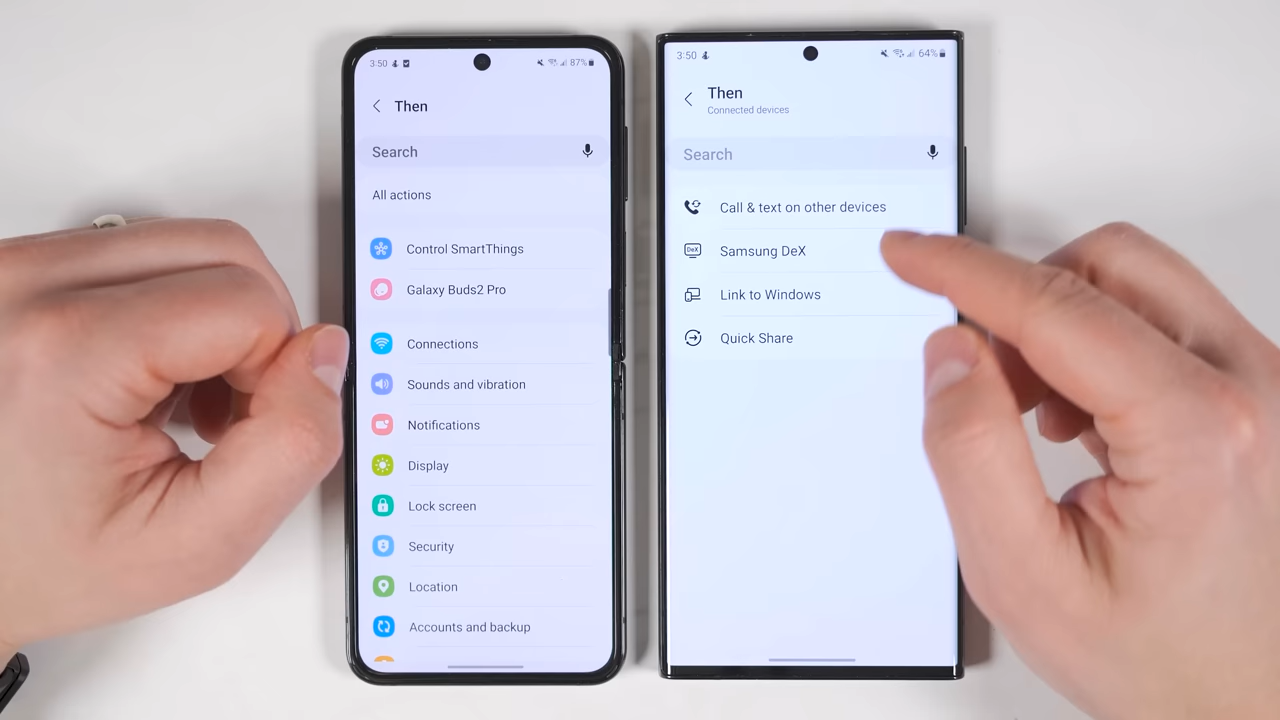 3:50
87%
Then
Search
All actions
Control SmartThings
Galaxy Buds2 Pro
Connections
Sounds and vibration
Notifications
Display
Lock screen
Security
Location
Accounts and backup
3:50
64%
Then
Connected devices
Search
Call & text on other devices
DeX
Samsung DeX
Link to Windows
Quick Share